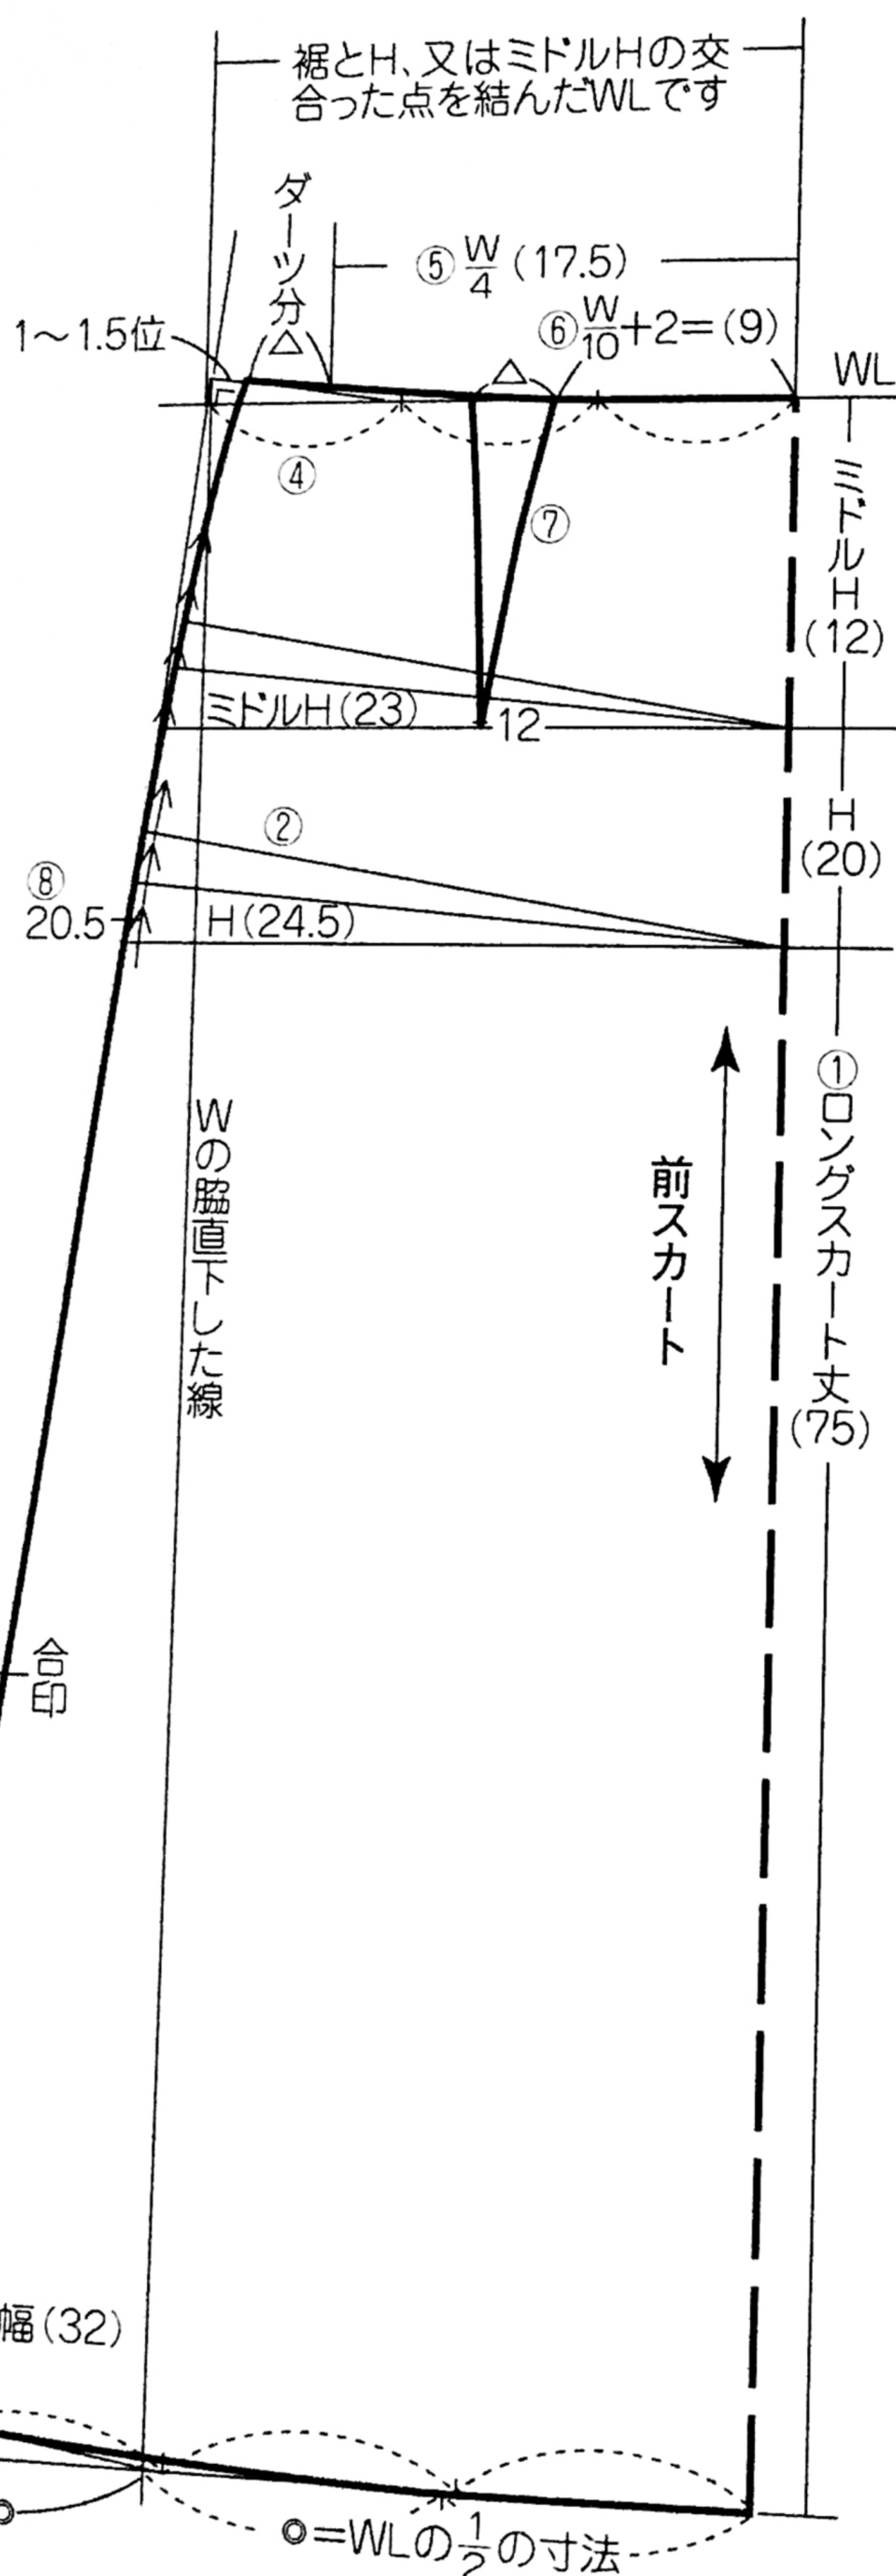 裾とH、又はミドルHの交
合った点を結んだWLです
ダーツ分△
⑤W/4(17.5)
1〜1.5位
⑥W/10+2=(9)
△
WL
④
⑦
ミドルH
(12)
ミドルH(23)
12
②
H
(20)
⑧
20.5
H(24.5)
①ロングスカート丈
(75)
Wの脇直下した線
前スカート
合印
幅(32)
◎=WLの1/2の寸法